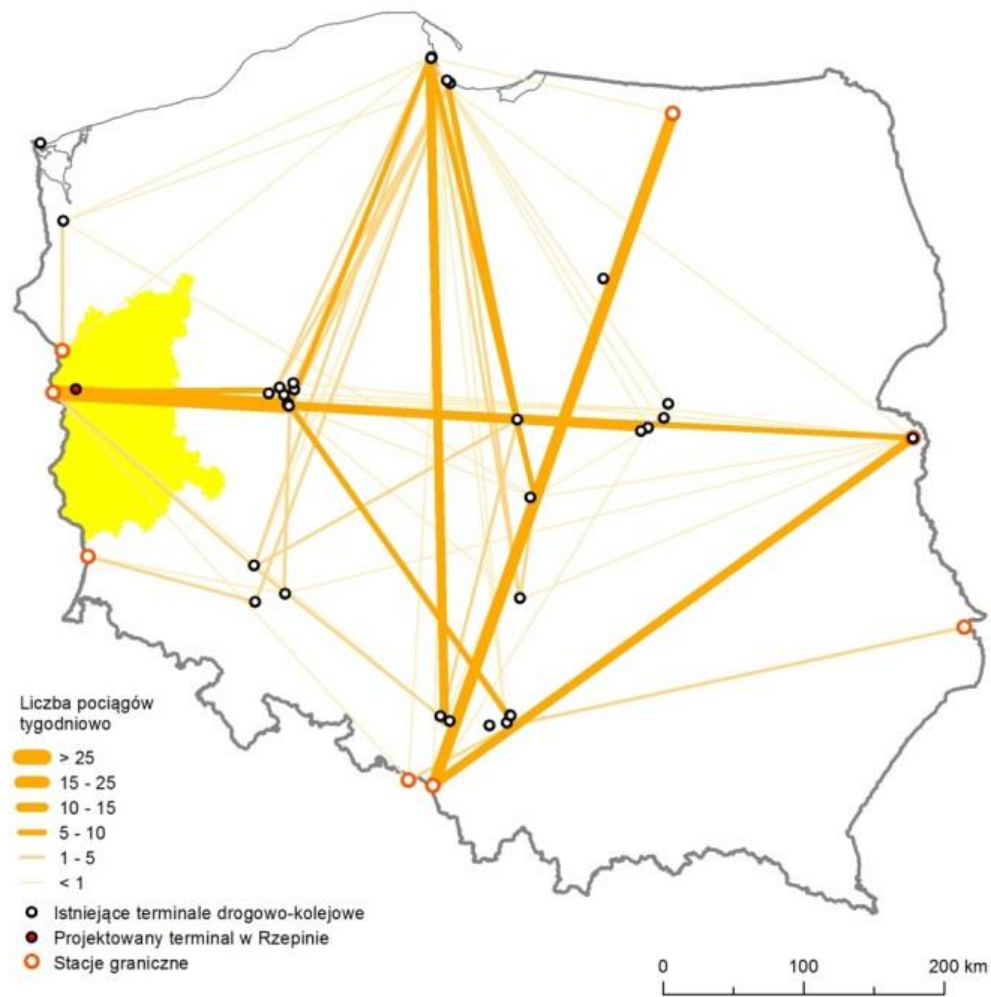 Liczba pociągów
tygodniowo
> 25
15 - 25
10 - 15
5 - 10
1 - 5
< 1
Istniejące terminale drogowo-kolejowe
Projektowany terminal w Rzepinie
Stacje graniczne
0 100 200 km